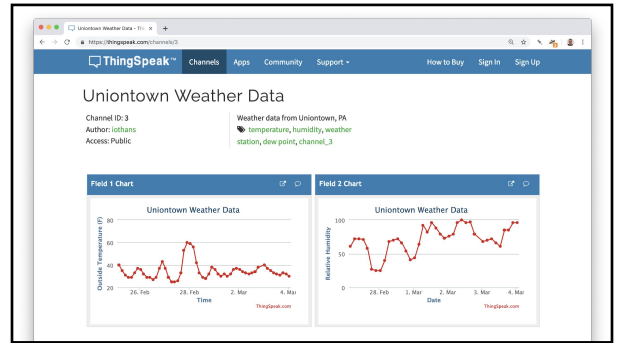 Uniontown Weather Data - Thi
https://thingspeak.com/channels/3
ThingSpeak™ Channels Apps Community Support How to Buy Sign In Sign Up
Uniontown Weather Data
Channel ID: 3
Author: iothans
Access: Public
Weather data from Uniontown, PA
temperature, humidity, weather
station, dew point, channel_3
Field 1 Chart
Uniontown Weather Data
Outside Temperature (F)
80
60
40
20
26. Feb 28. Feb 2. Mar 4. Mar
Time
ThingSpeak.com
Field 2 Chart
Uniontown Weather Data
Relative Humidity
100
50
0
28. Feb 1. Mar 2. Mar 3. Mar 4. Mar
Date
ThingSpeak.com